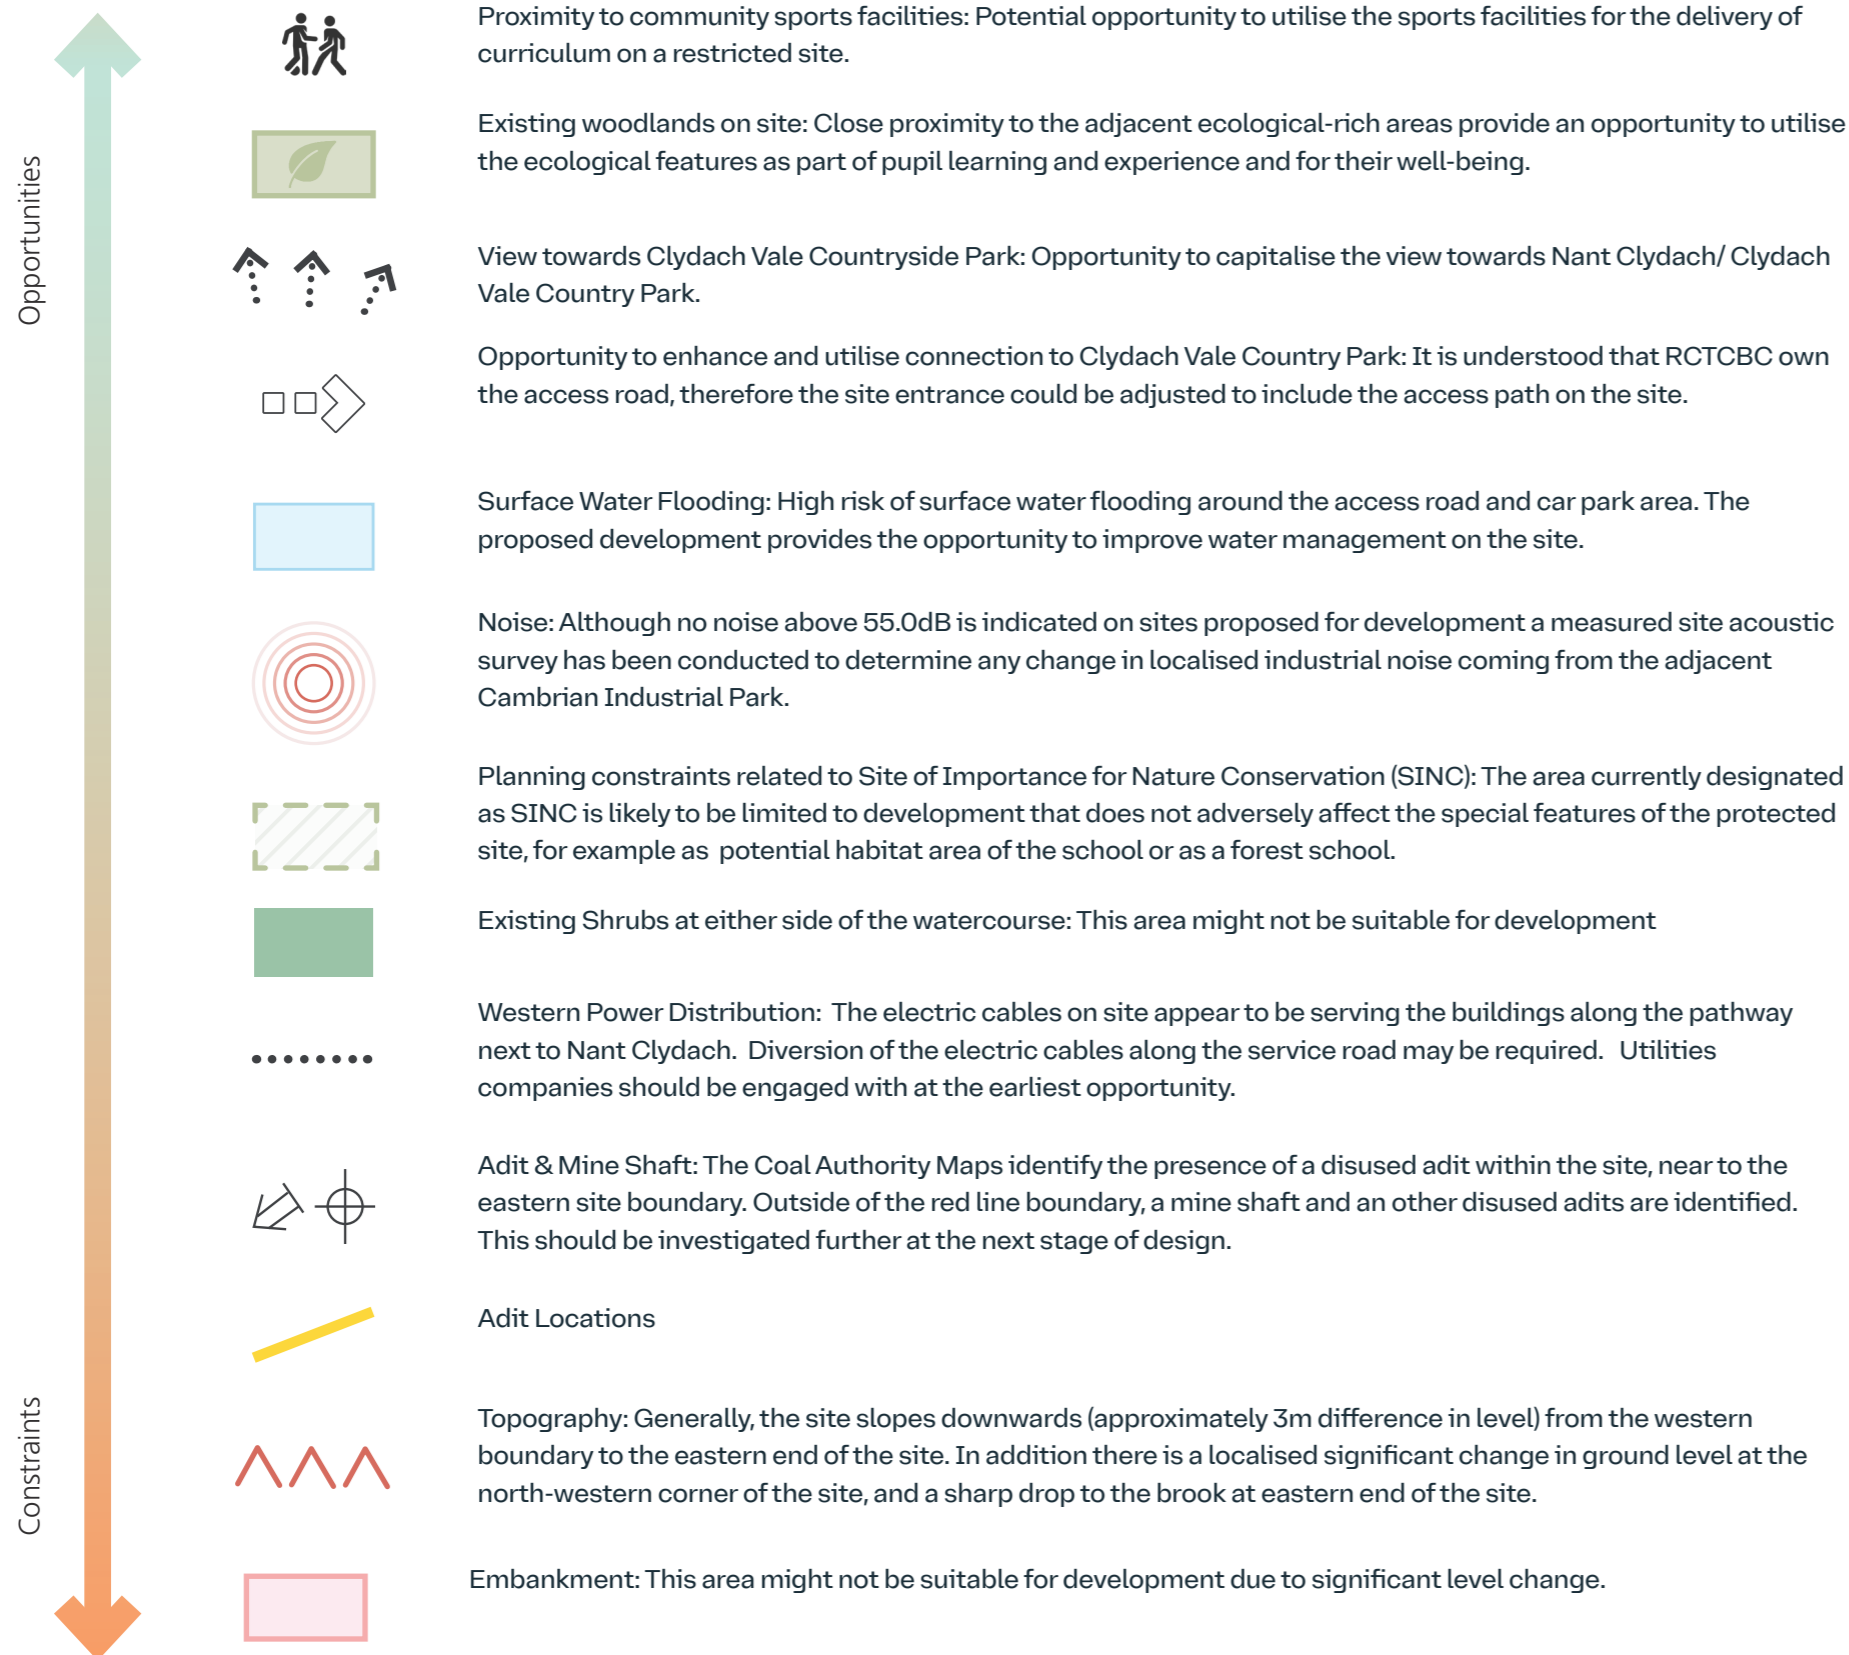 Opportunities
Constraints
Proximity to community sports facilities: Potential opportunity to utilise the sports facilities for the delivery of
curriculum on a restricted site.
Existing woodlands on site: Close proximity to the adjacent ecological-rich areas provide an opportunity to utilise
the ecological features as part of pupil learning and experience and for their well-being.
View towards Clydach Vale Countryside Park: Opportunity to capitalise the view towards Nant Clydach/ Clydach
Vale Country Park.
Opportunity to enhance and utilise connection to Clydach Vale Country Park: It is understood that RCTCBC own
the access road, therefore the site entrance could be adjusted to include the access path on the site.
Surface Water Flooding: High risk of surface water flooding around the access road and car park area. The
proposed development provides the opportunity to improve water management on the site.
Noise: Although no noise above 55.0dB is indicated on sites proposed for development a measured site acoustic
survey has been conducted to determine any change in localised industrial noise coming from the adjacent
Cambrian Industrial Park.
Planning constraints related to Site of Importance for Nature Conservation (SINC): The area currently designated
as SINC is likely to be limited to development that does not adversely affect the special features of the protected
site, for example as  potential habitat area of the school or as a forest school.
Existing Shrubs at either side of the watercourse: This area might not be suitable for development
Western Power Distribution:  The electric cables on site appear to be serving the buildings along the pathway
next to Nant Clydach.  Diversion of the electric cables along the service road may be required.   Utilities
companies should be engaged with at the earliest opportunity.
Adit & Mine Shaft: The Coal Authority Maps identify the presence of a disused adit within the site, near to the
eastern site boundary. Outside of the red line boundary, a mine shaft and an other disused adits are identified.
This should be investigated further at the next stage of design.
Adit Locations
Topography: Generally, the site slopes downwards (approximately 3m difference in level) from the western
boundary to the eastern end of the site. In addition there is a localised significant change in ground level at the
north-western corner of the site, and a sharp drop to the brook at eastern end of the site.
Embankment: This area might not be suitable for development due to significant level change.